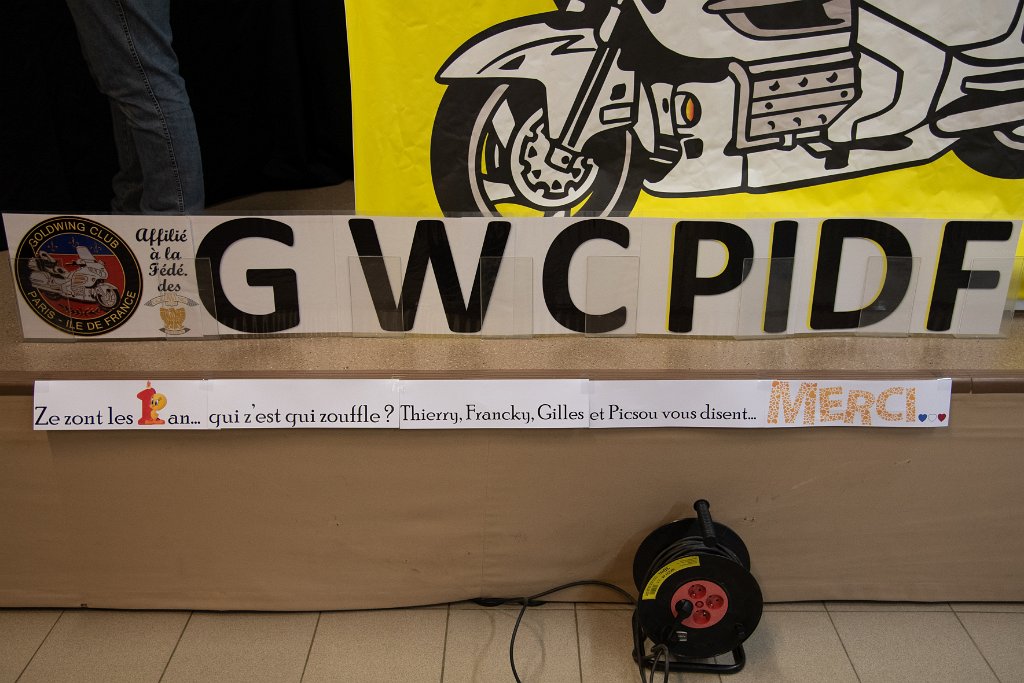 GOLDWING CLUB
PARIS - ILE DE FRANCE
Affilié
à la
Fédé.
des
GWCPIDF
Ze zont les 1 an... qui z'est qui zouffle ? Thierry, Francky, Gilles et Picsou vous disent... MERCI...